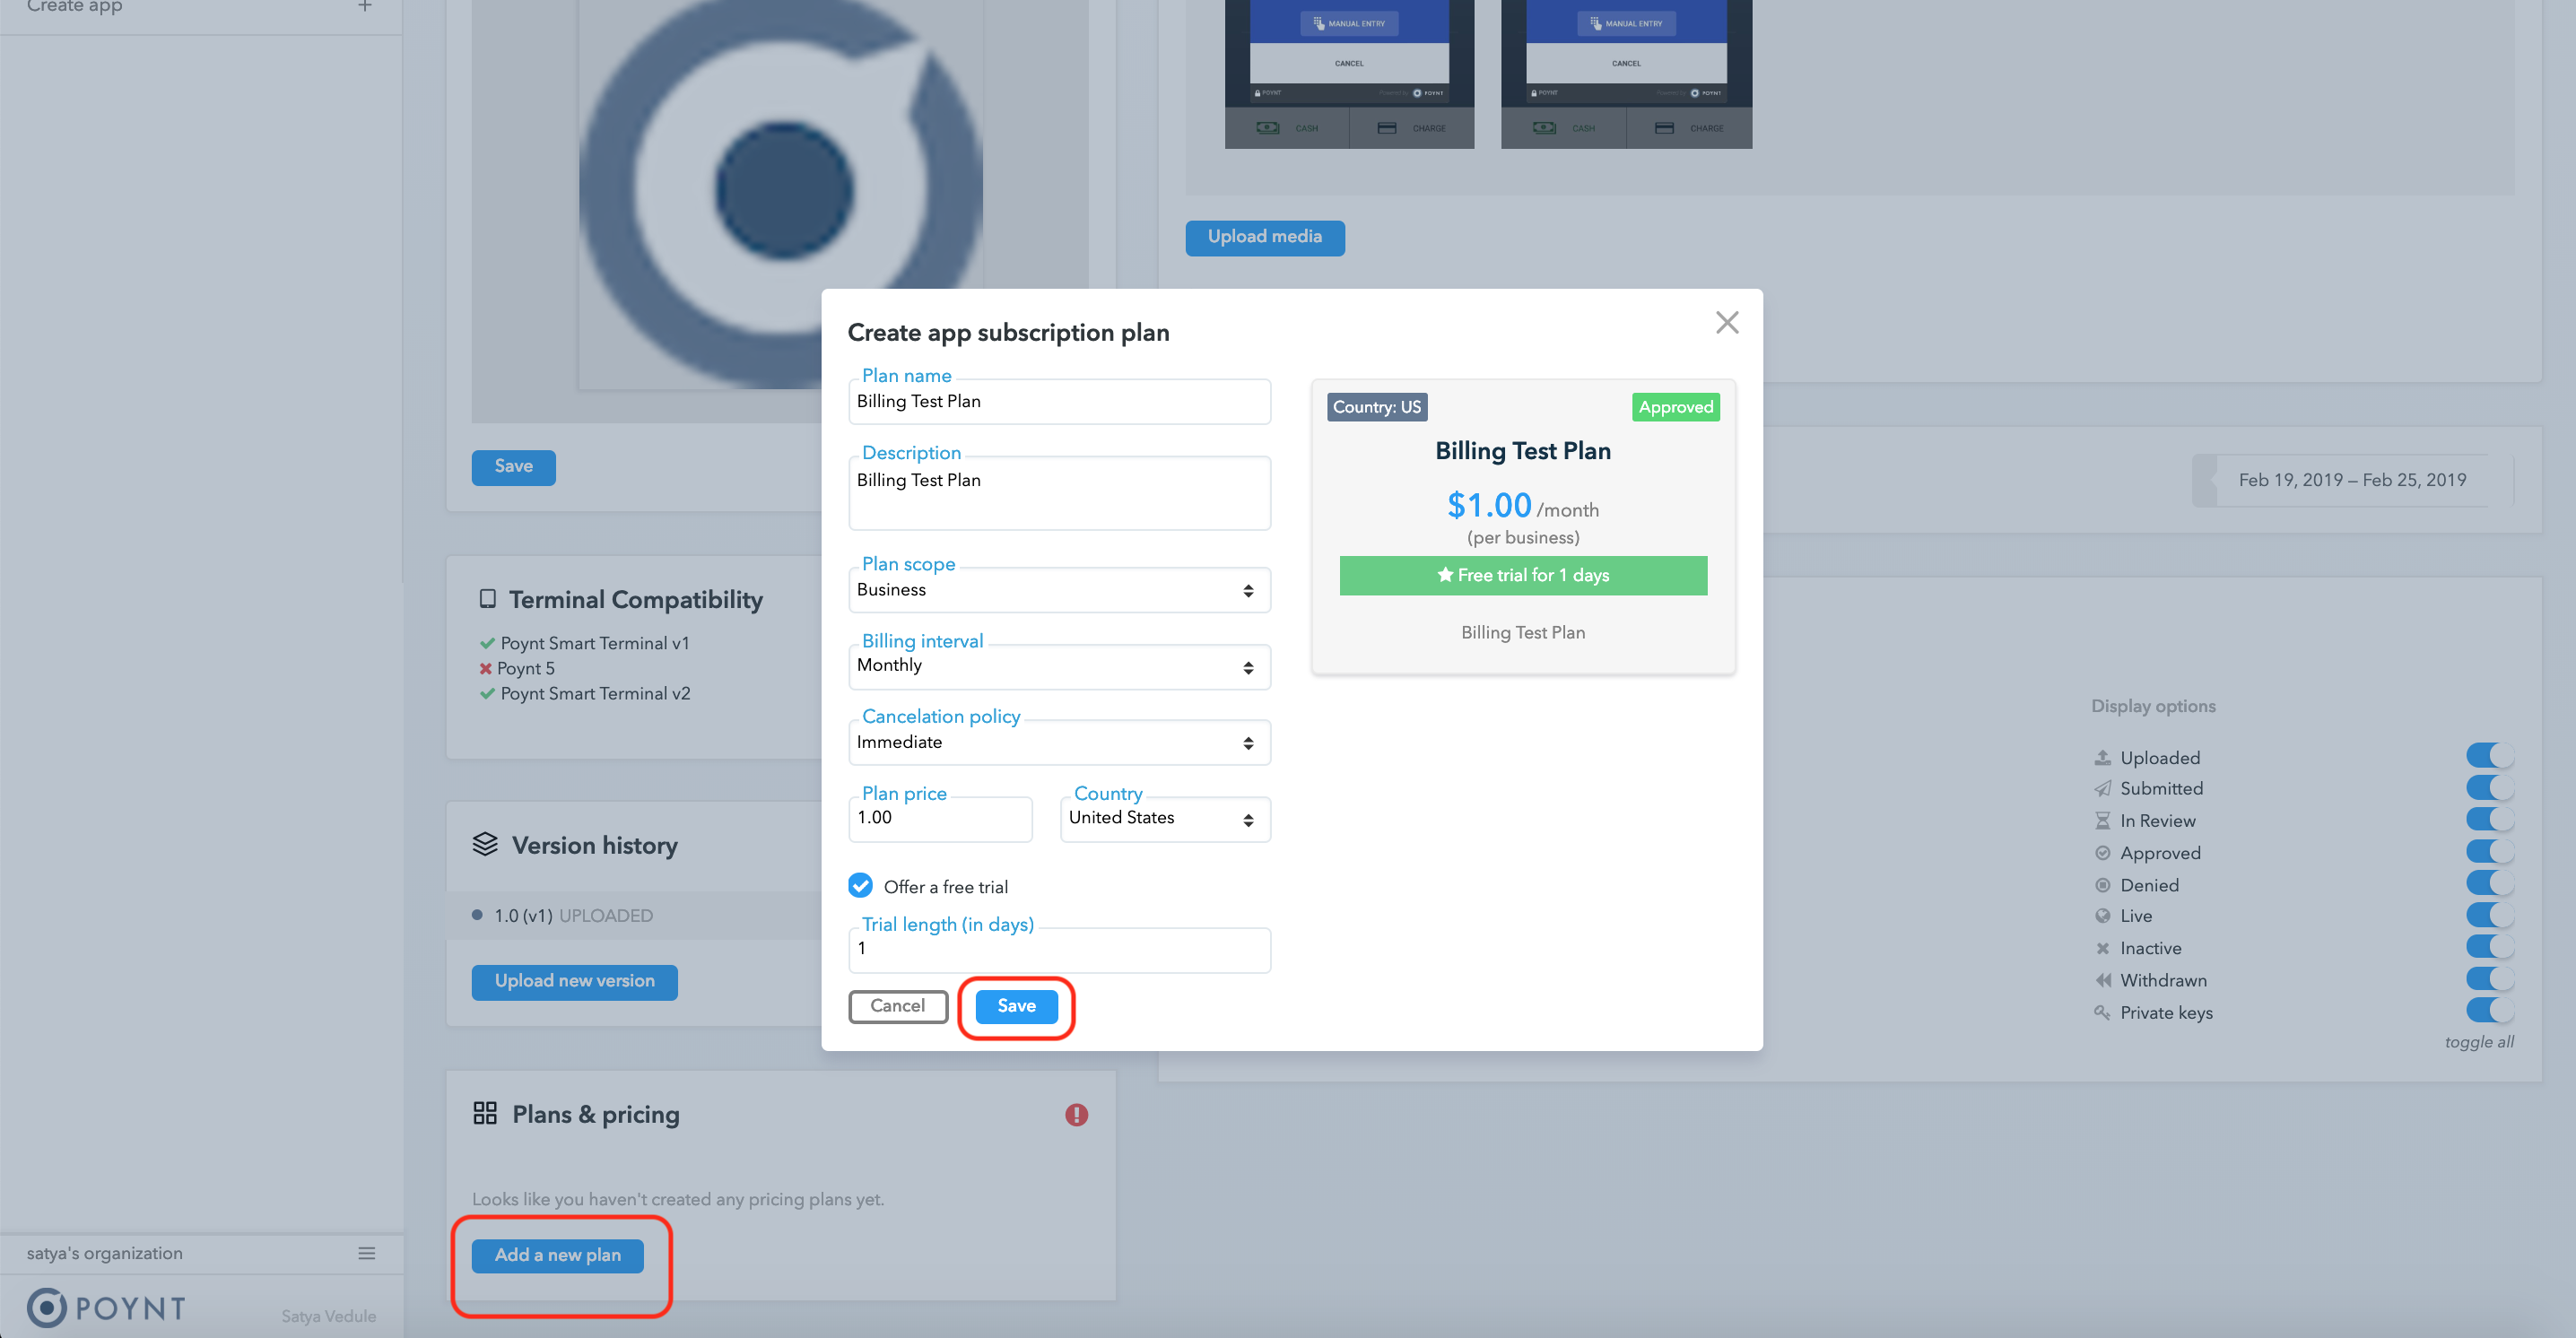 Create app
MANUAL ENTRY
CANCEL
POYNT
Powered by POYNT
CASH
CHARGE
MANUAL ENTRY
CANCEL
POYNT
Powered by POYNT
CASH
CHARGE
Upload media
Save
Feb 19, 2019 – Feb 25, 2019
Create app subscription plan
Plan name
Billing Test Plan
Description
Billing Test Plan
Plan scope
Business
Billing interval
Monthly
Cancelation policy
Immediate
Plan price
1.00
Country
United States
Offer a free trial
Trial length (in days)
1
Cancel
Save
Country: US
Approved
Billing Test Plan
$1.00 /month
(per business)
Free trial for 1 days
Billing Test Plan
Terminal Compatibility
Poynt Smart Terminal v1
Poynt 5
Poynt Smart Terminal v2
Version history
1.0 (v1) UPLOADED
Upload new version
Display options
Uploaded
Submitted
In Review
Approved
Denied
Live
Inactive
Withdrawn
Private keys
toggle all
Plans & pricing
Looks like you haven't created any pricing plans yet.
Add a new plan
satya's organization
POYNT
Satya Vedule